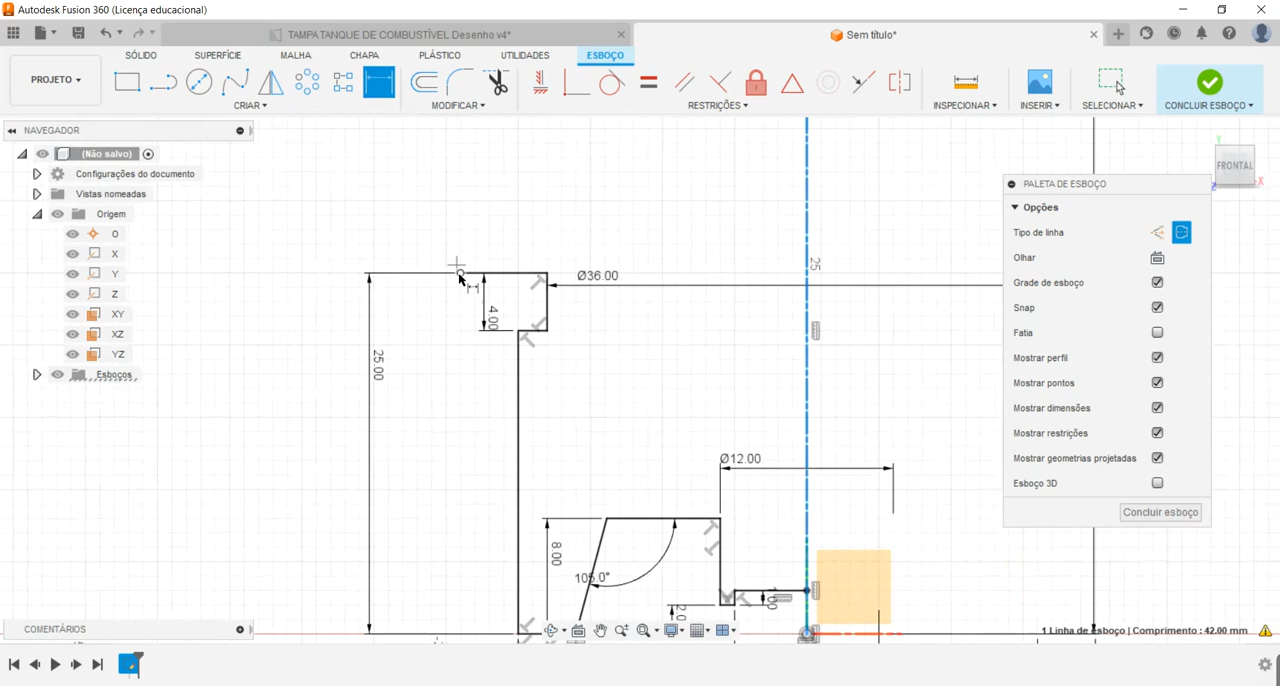 Autodesk Fusion 360 (Licença educacional)
TAMPA TANQUE DE COMBUSTÍVEL Desenho v4*
Sem título*
SÓLIDO SUPERFÍCIE MALHA CHAPA PLÁSTICO UTILIDADES ESBOÇO
PROJETO
CRIAR MODIFICAR RESTRIÇÕES INSPECIONAR INSERIR SELECIONAR CONCLUIR ESBOÇO
NAVEGADOR
(Não salvo)
Configurações do documento
Vistas nomeadas
Origem
O
X
Y
Z
XY
XZ
YZ
Esboços
Ø36.00
4.00
25.00
25
Ø12.00
8.00
105.0°
Y
FRONTAL
X
Z
PALETA DE ESBOÇO
Opções
Tipo de linha
Olhar
Grade de esboço
Snap
Fatia
Mostrar perfil
Mostrar pontos
Mostrar dimensões
Mostrar restrições
Mostrar geometrias projetadas
Esboço 3D
Concluir esboço
COMENTÁRIOS
1 Linha de esboço | Comprimento : 42.00 mm